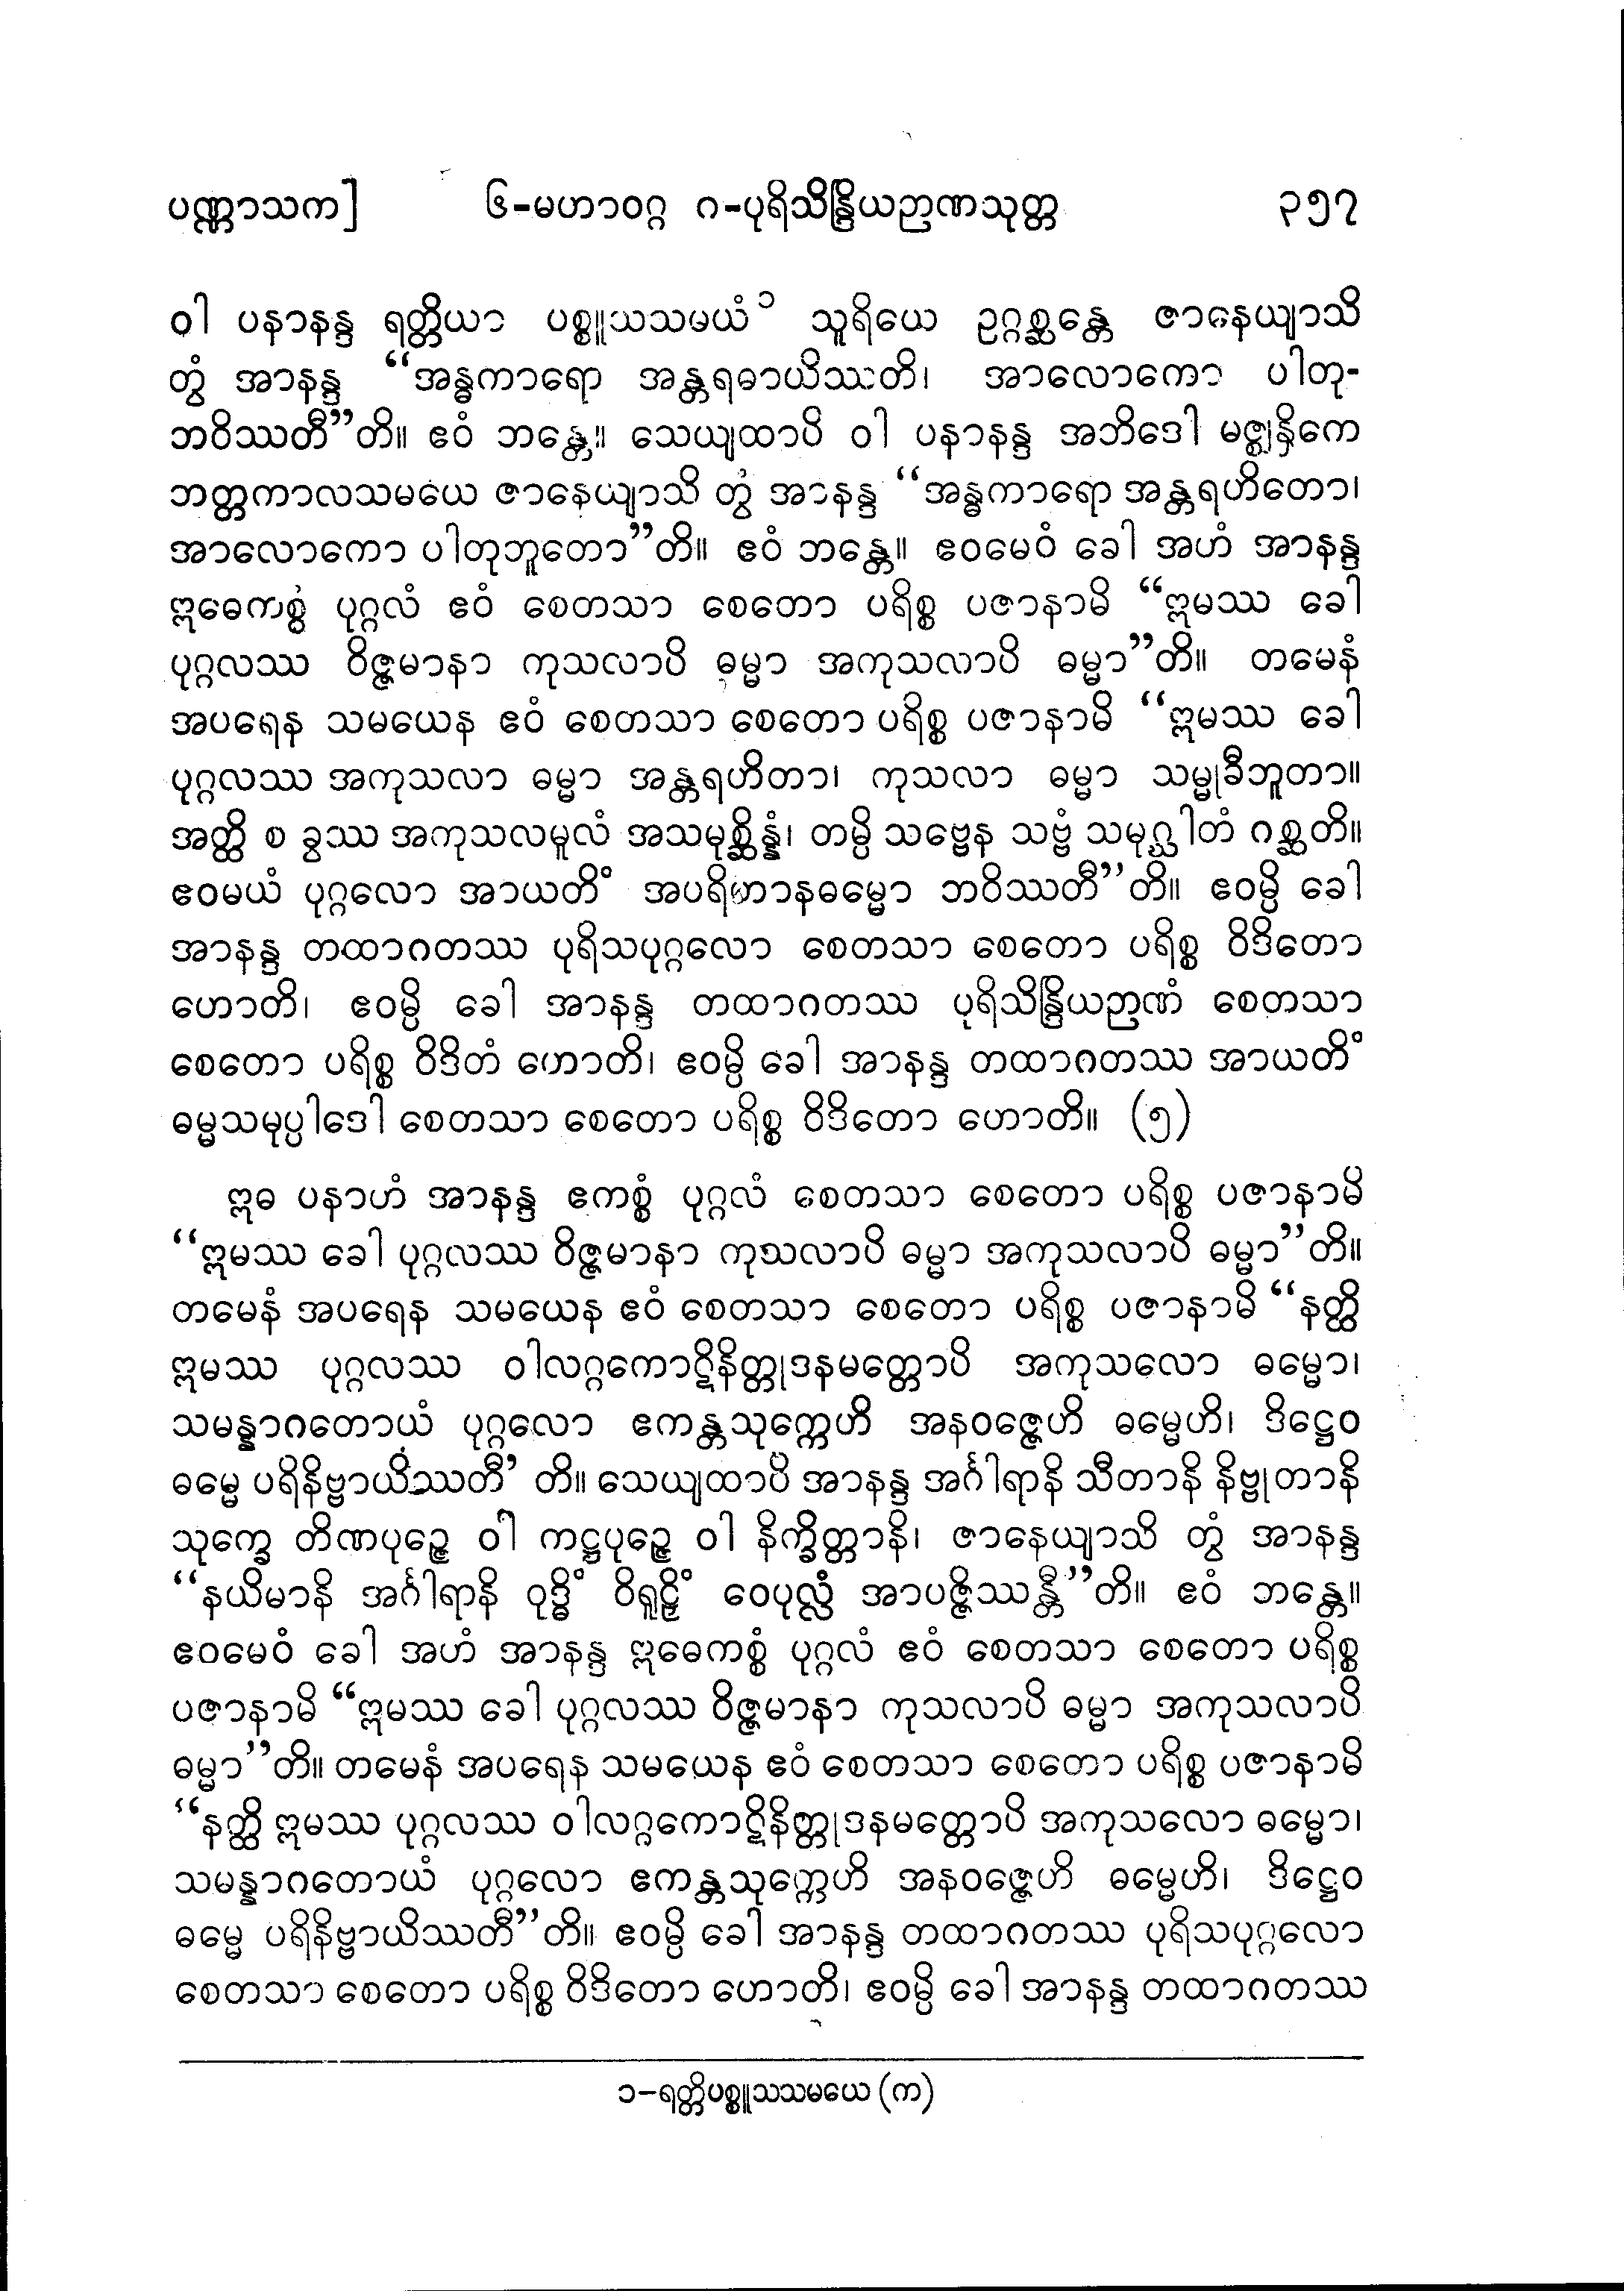 ပဏ္ဏာသက] ၆-မဟာဝဂ္ဂ ဂ-ပုရိသိန္ဒြိယဉာဏသုတ္တ ၃၅၇
ဝါ ပနာနန္ဒ ရတ္တိယာ ပစ္စူသသမယံ ၁ သူရိယေ ဥဂ္ဂစ္ဆန္တေ ဇာနေယျာသိ
တွံ အာနန္ဒ “အန္ဓကာရော အန္တရဓာယိဿတိ၊ အာလောကော ပါတု-
ဘဝိဿတီ”တိ။ ဧဝံ ဘန္တေ။ သေယျထာပိ ဝါ ပနာနန္ဒ အဘိဒေါ မဇ္ဈနှိကေ
ဘတ္တကာလသမယေ ဇာနေယျာသိ တွံ အာနန္ဒ “အန္ဓကာရော အန္တရဟိတော၊
အာလောကော ပါတုဘူတော”တိ။ ဧဝံ ဘန္တေ။ ဧဝမေဝံ ခေါ အဟံ အာနန္ဒ
ဣဓေကစ္စံ ပုဂ္ဂလံ ဧဝံ စေတသာ စေတော ပရိစ္စ ပဇာနာမိ “ဣမဿ ခေါ
ပုဂ္ဂလဿ ဝိဇ္ဇမာနာ ကုသလာပိ ဓမ္မာ အကုသလာပိ ဓမ္မာ”တိ။ တမေနံ
အပရေန သမယေန ဧဝံ စေတသာ စေတော ပရိစ္စ ပဇာနာမိ “ဣမဿ ခေါ
ပုဂ္ဂလဿ အကုသလာ ဓမ္မာ အန္တရဟိတာ၊ ကုသလာ ဓမ္မာ သမ္မုခီဘူတာ။
အတ္ထိ စ ခွဿ အကုသလမူလံ အသမုစ္ဆိန္နံ၊ တမ္ပိ သဗ္ဗေန သဗ္ဗံ သမုဂ္ဃါတံ ဂစ္ဆတိ။
ဧဝမယံ ပုဂ္ဂလော အာယတိံ အပရိဟာနဓမ္မော ဘဝိဿတီ”တိ။ ဧဝမ္ပိ ခေါ
အာနန္ဒ တထာဂတဿ ပုရိသပုဂ္ဂလော စေတသာ စေတော ပရိစ္စ ဝိဒိတော
ဟောတိ၊ ဧဝမ္ပိ ခေါ အာနန္ဒ တထာဂတဿ ပုရိသိန္ဒြိယဉာဏံ စေတသာ
စေတော ပရိစ္စ ဝိဒိတံ ဟောတိ၊ ဧဝမ္ပိ ခေါ အာနန္ဒ တထာဂတဿ အာယတိံ
ဓမ္မသမုပ္ပါဒေါ စေတသာ စေတော ပရိစ္စ ဝိဒိတော ဟောတိ။ (၅)
ဣဓ ပနာဟံ အာနန္ဒ ဧကစ္စံ ပုဂ္ဂလံ စေတသာ စေတော ပရိစ္စ ပဇာနာမိ
“ဣမဿ ခေါ ပုဂ္ဂလဿ ဝိဇ္ဇမာနာ ကုသလာပိ ဓမ္မာ အကုသလာပိ ဓမ္မာ”တိ။
တမေနံ အပရေန သမယေန ဧဝံ စေတသာ စေတော ပရိစ္စ ပဇာနာမိ “နတ္ထိ
ဣမဿ ပုဂ္ဂလဿ ဝါလဂ္ဂကောဋိနိတ္တုဒနမတ္တောပိ အကုသလော ဓမ္မော၊
သမန္နာဂတောယံ ပုဂ္ဂလော ဧကန္တသုက္ကေဟိ အနဝဇ္ဇေဟိ ဓမ္မေဟိ၊ ဒိဋ္ဌေဝ
ဓမ္မေ ပရိနိဗ္ဗာယိဿတီ’ တိ။ သေယျထာပိ အာနန္ဒ အင်္ဂါရာနိ သီတာနိ နိဗ္ဗုတာနိ
သုက္ခေ တိဏပုဉ္ဇေ ဝါ ကဋ္ဌပုဉ္ဇေ ဝါ နိက္ခိတ္တာနိ၊ ဇာနေယျာသိ တွံ အာနန္ဒ
“နယိမာနိ အင်္ဂါရာနိ ဝုဒ္ဓိံ ဝိရူဠှိံ ဝေပုလ္လံ အာပဇ္ဇိဿန္တီ”တိ။ ဧဝံ ဘန္တေ။
ဧဝမေဝံ ခေါ အဟံ အာနန္ဒ ဣဓေကစ္စံ ပုဂ္ဂလံ ဧဝံ စေတသာ စေတော ပရိစ္စ
ပဇာနာမိ “ဣမဿ ခေါ ပုဂ္ဂလဿ ဝိဇ္ဇမာနာ ကုသလာပိ ဓမ္မာ အကုသလာပိ
ဓမ္မာ”တိ။ တမေနံ အပရေန သမယေန ဧဝံ စေတသာ စေတော ပရိစ္စ ပဇာနာမိ
“နတ္ထိ ဣမဿ ပုဂ္ဂလဿ ဝါလဂ္ဂကောဋိနိတ္တုဒနမတ္တောပိ အကုသလော ဓမ္မော၊
သမန္နာဂတောယံ ပုဂ္ဂလော ဧကန္တသုက္ကေဟိ အနဝဇ္ဇေဟိ ဓမ္မေဟိ၊ ဒိဋ္ဌေဝ
ဓမ္မေ ပရိနိဗ္ဗာယိဿတီ”တိ။ ဧဝမ္ပိ ခေါ အာနန္ဒ တထာဂတဿ ပုရိသပုဂ္ဂလော
စေတသာ စေတော ပရိစ္စ ဝိဒိတော ဟောတိ၊ ဧဝမ္ပိ ခေါ အာနန္ဒ တထာဂတဿ
၁-ရတ္တိပစ္စူသသမယေ (က)